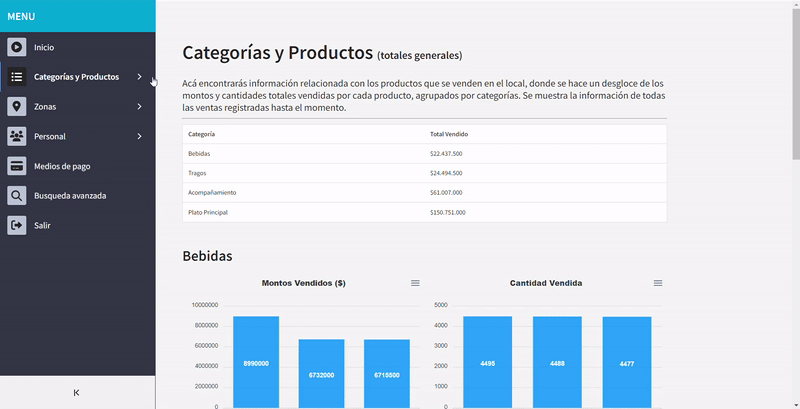 MENU
Inicio
Categorías y Productos
Zonas
Personal
Medios de pago
Busqueda avanzada
Salir
Categorías y Productos (totales generales)
Acá encontrarás información relacionada con los productos que se venden en el local, donde se hace un desgloce de los
montos y cantidades totales vendidas por cada producto, agrupados por categorías. Se muestra la información de todas
las ventas registradas hasta el momento.
Categoría Total Vendido
Bebidas $22.437.500
Tragos $24.494.500
Acompañamiento $61.007.000
Plato Principal $150.751.000
Bebidas
Montos Vendidos ($)
10000000
8000000
6000000
4000000
2000000
0
8990000 6732000 6715500
Cantidad Vendida
5000
4000
3000
2000
1000
0
4495 4488 4477